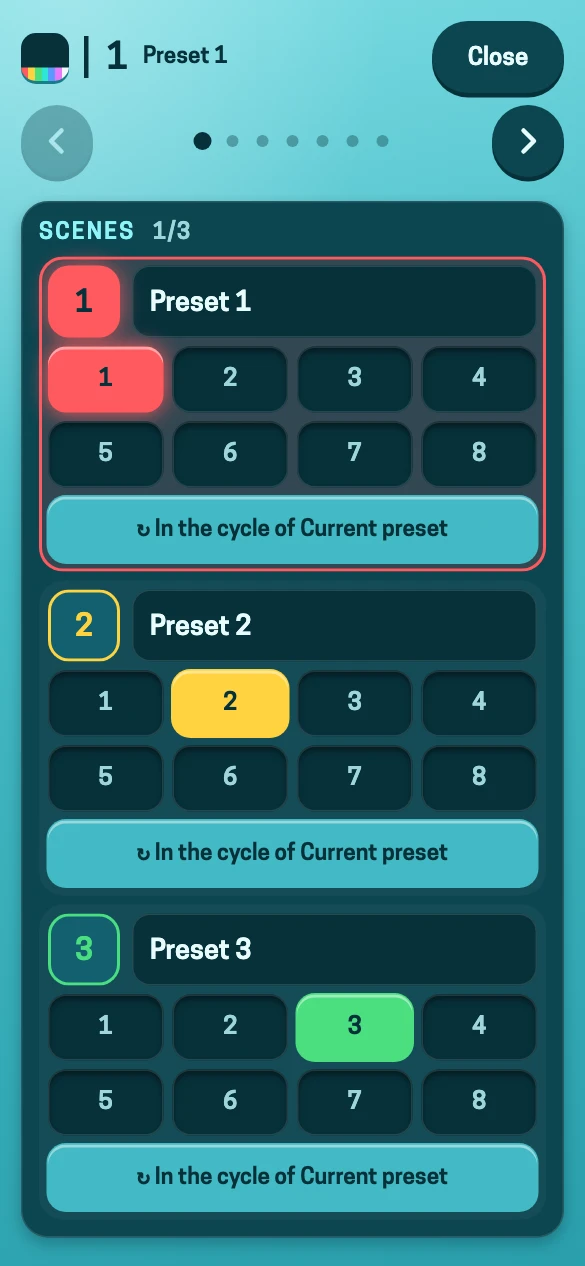 1 Preset 1
Close
SCENES 1/3
1 Preset 1
1 2 3 4
5 6 7 8
↻ In the cycle of Current preset
2 Preset 2
1 2 3 4
5 6 7 8
↻ In the cycle of Current preset
3 Preset 3
1 2 3 4
5 6 7 8
↻ In the cycle of Current preset